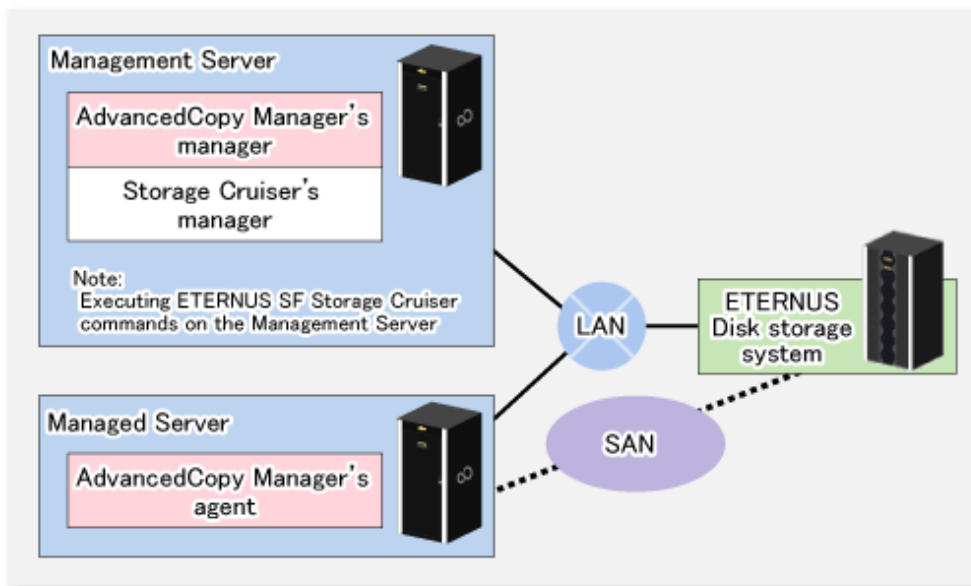 Management Server
AdvancedCopy Manager's
manager
Storage Cruiser's
manager
Note:
Executing ETERNUS SF Storage Cruiser
commands on the Management Server
LAN
ETERNUS
Disk storage
system
Managed Server
AdvancedCopy Manager's
agent
SAN